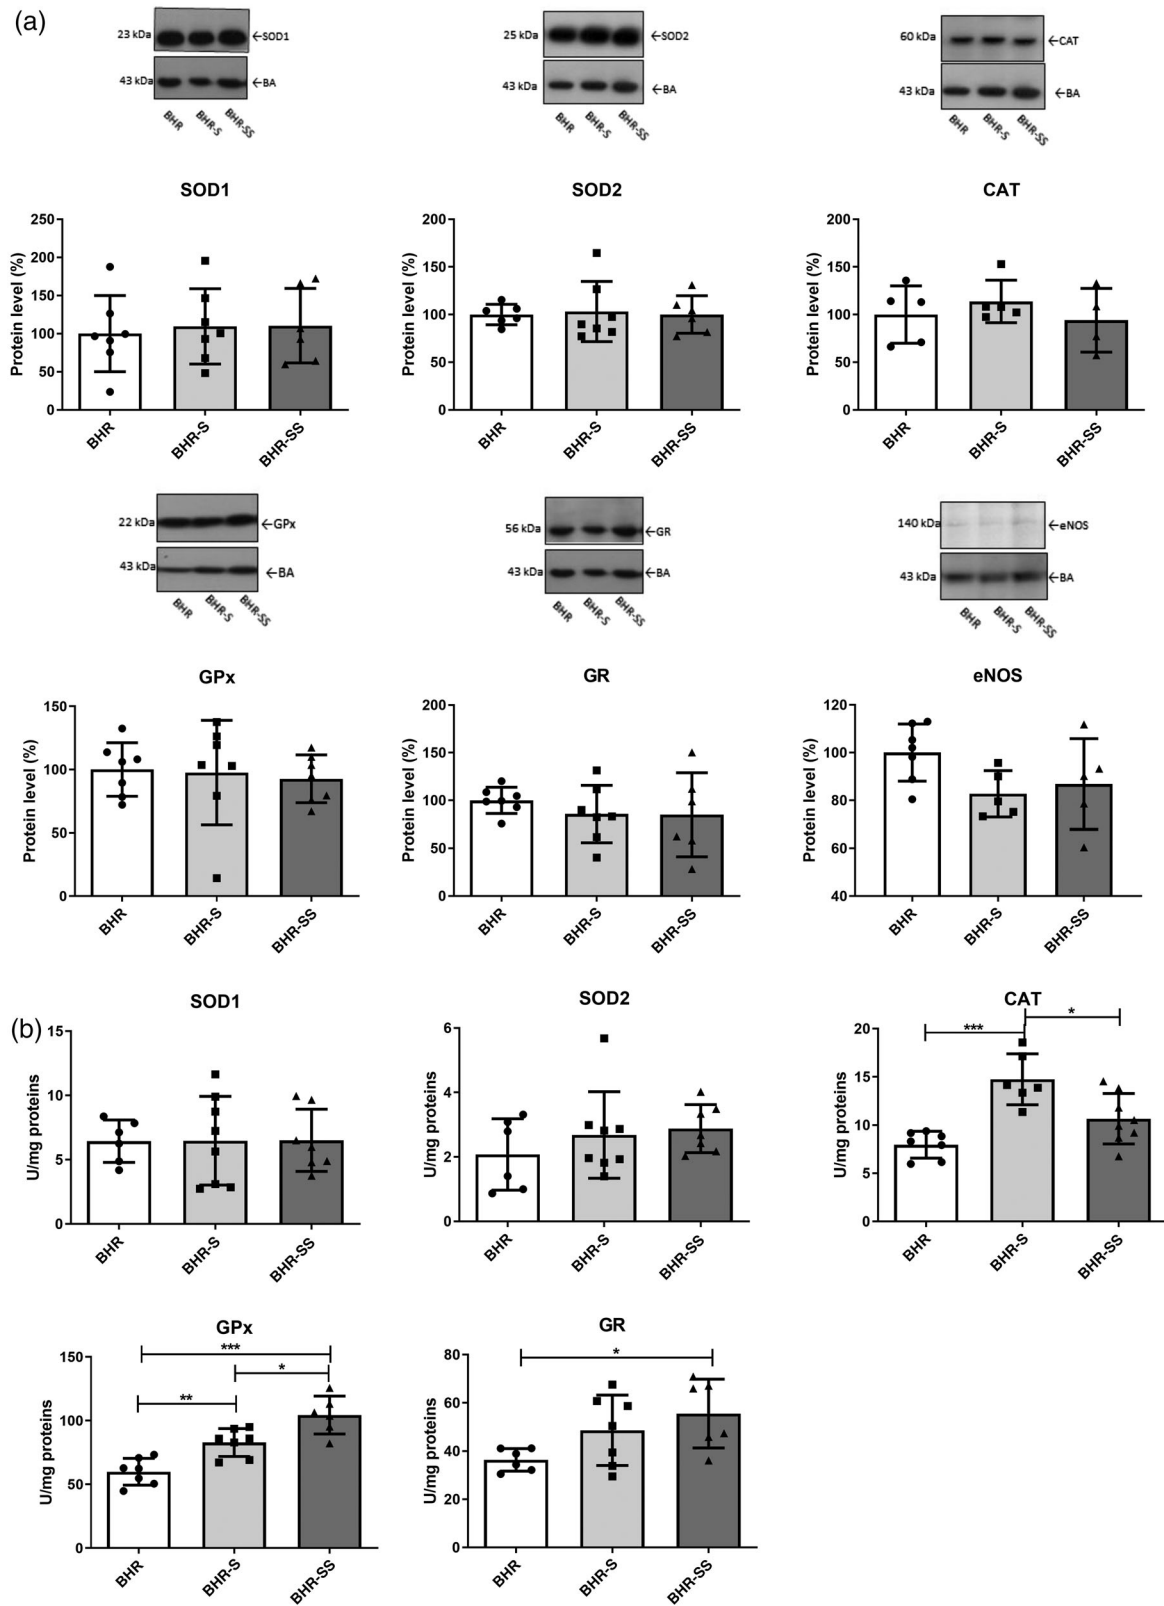 (a)
23 kDa ←SOD1
43 kDa ←BA
BHR BHR-S BHR-SS
25 kDa ←SOD2
43 kDa ←BA
BHR BHR-S BHR-SS
60 kDa ←CAT
43 kDa ←BA
BHR BHR-S BHR-SS
SOD1
Protein level (%)
250
200
150
100
50
0
BHR BHR-S BHR-SS
SOD2
Protein level (%)
200
150
100
50
0
BHR BHR-S BHR-SS
CAT
Protein level (%)
200
150
100
50
0
BHR BHR-S BHR-SS
22 kDa ←GPx
43 kDa ←BA
BHR BHR-S BHR-SS
56 kDa ←GR
43 kDa ←BA
BHR BHR-S BHR-SS
140 kDa ←eNOS
43 kDa ←BA
BHR BHR-S BHR-SS
GPx
Protein level (%)
150
100
50
0
BHR BHR-S BHR-SS
GR
Protein level (%)
200
150
100
50
0
BHR BHR-S BHR-SS
eNOS
Protein level (%)
120
100
80
60
40
BHR BHR-S BHR-SS
(b)
SOD1
U/mg proteins
15
10
5
0
BHR BHR-S BHR-SS
SOD2
U/mg proteins
6
4
2
0
BHR BHR-S BHR-SS
CAT
*
***
U/mg proteins
20
15
10
5
0
BHR BHR-S BHR-SS
GPx
***
*
**
U/mg proteins
150
100
50
0
BHR BHR-S BHR-SS
GR
*
U/mg proteins
80
60
40
20
0
BHR BHR-S BHR-SS